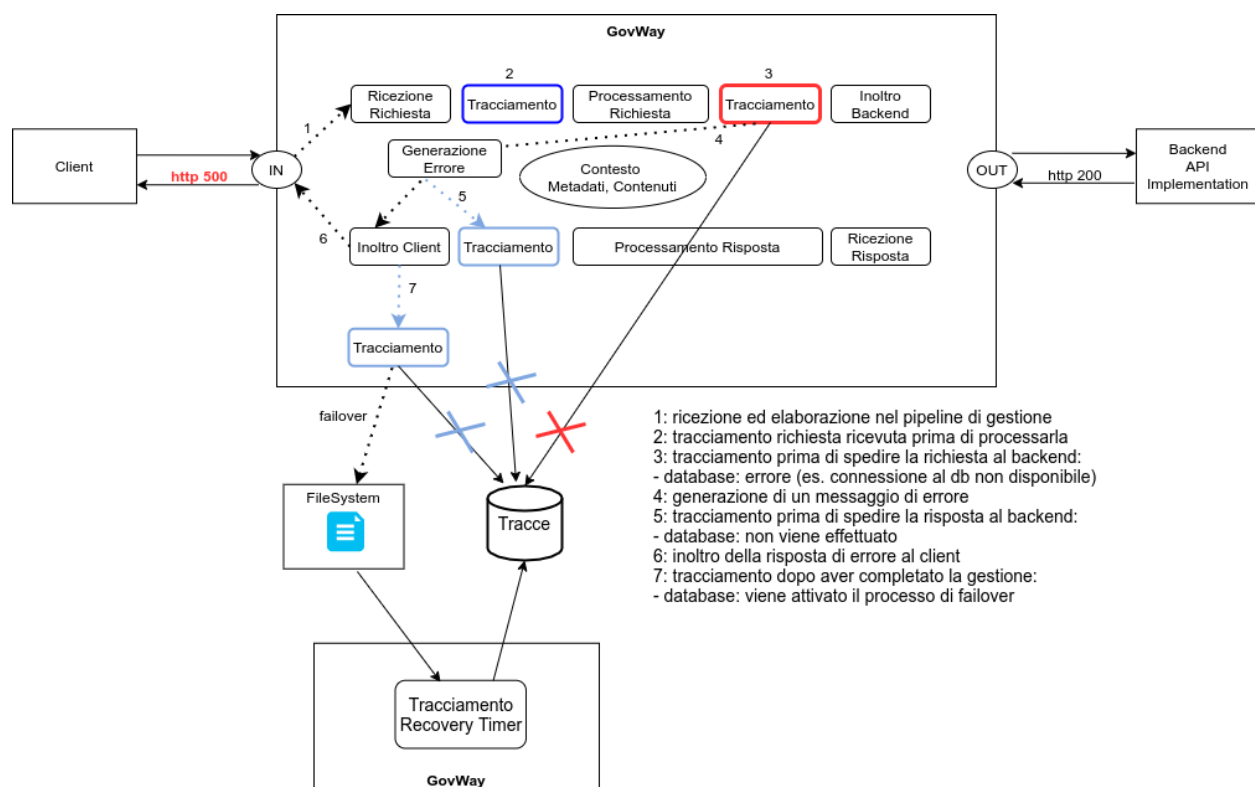 GovWay
2
3
Ricezione
Richiesta
Tracciamento
Processamento
Richiesta
Tracciamento
Inoltro
Backend
1
4
Client
http 500
IN
Generazione
Errore
Contesto
Metadati, Contenuti
OUT
http 200
Backend
API
Implementation
5
6
Inoltro Client
Tracciamento
Processamento Risposta
Ricezione
Risposta
7
Tracciamento
failover
FileSystem
Tracce
1: ricezione ed elaborazione nel pipeline di gestione
2: tracciamento richiesta ricevuta prima di processarla
3: tracciamento prima di spedire la richiesta al backend:
- database: errore (es. connessione al db non disponibile)
4: generazione di un messaggio di errore
5: tracciamento prima di spedire la risposta al backend:
- database: non viene effettuato
6: inoltro della risposta di errore al client
7: tracciamento dopo aver completato la gestione:
- database: viene attivato il processo di failover
Tracciamento
Recovery Timer
GovWay